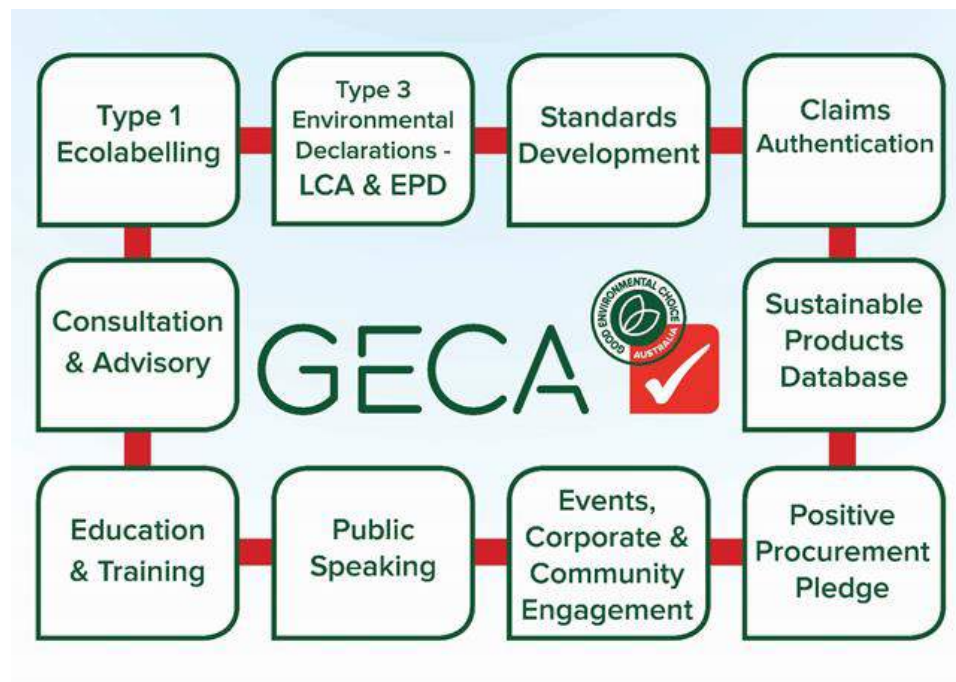 Type 1
Ecolabelling
Type 3
Environmental
Declarations -
LCA & EPD
Standards
Development
Claims
Authentication
Consultation
& Advisory
GECA
GOOD ENVIRONMENTAL CHOICE
AUSTRALIA
Sustainable
Products
Database
Education
& Training
Public
Speaking
Events,
Corporate &
Community
Engagement
Positive
Procurement
Pledge